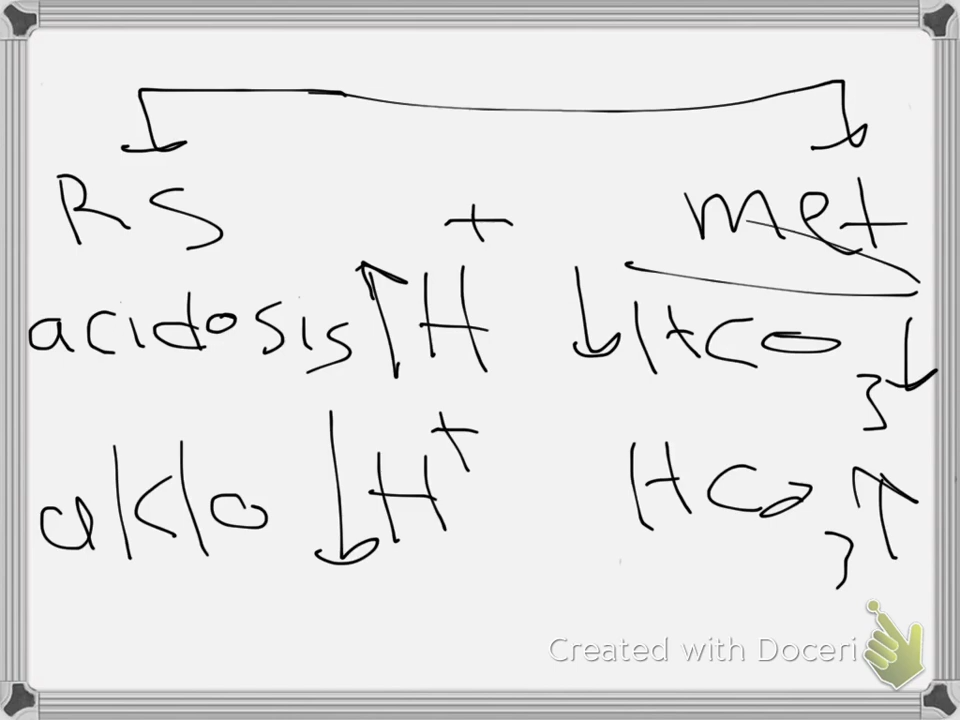 RS met
acidosis ↑H+ ↓HCO3↓
alklo ↓H+ HCO3↑
Created with Doceri